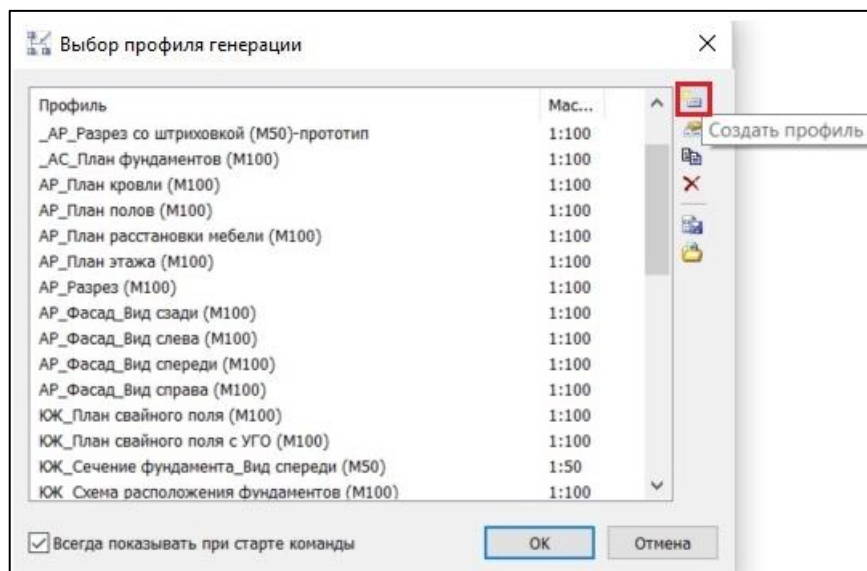 Выбор профиля генерации
Профиль Мас...
_АР_Разрез со штриховкой (М50)-прототип 1:100
_АС_План фундаментов (М100) 1:100
АР_План кровли (М100) 1:100
АР_План полов (М100) 1:100
АР_План расстановки мебели (М100) 1:100
АР_План этажа (М100) 1:100
АР_Разрез (М100) 1:100
АР_Фасад_Вид сзади (М100) 1:100
АР_Фасад_Вид слева (М100) 1:100
АР_Фасад_Вид спереди (М100) 1:100
АР_Фасад_Вид справа (М100) 1:100
КЖ_План свайного поля (М100) 1:100
КЖ_План свайного поля с УГО (М100) 1:100
КЖ_Сечение фундамента_Вид спереди (М50) 1:50
КЖ_Схема расположения фундаментов (М100) 1:100
Создать профиль
Всегда показывать при старте команды
ОК Отмена